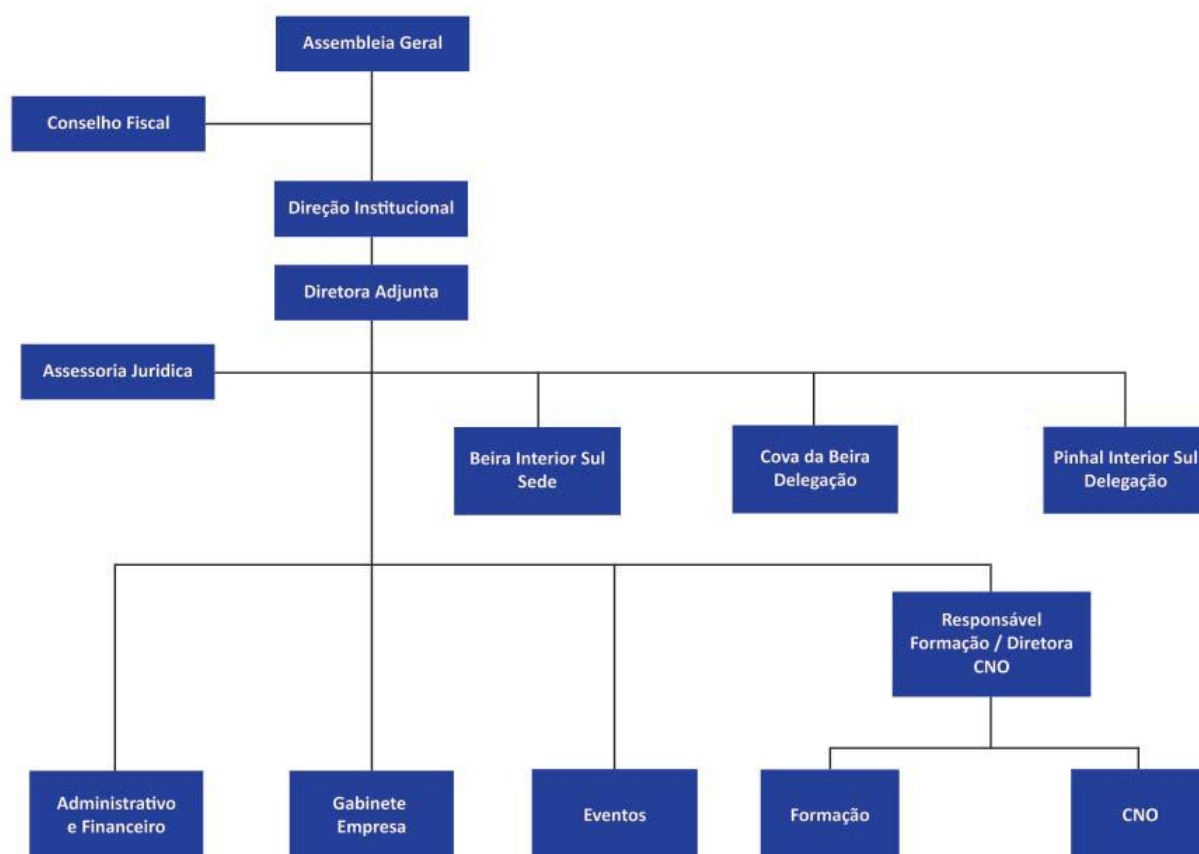 Assembleia Geral
Conselho Fiscal
Direção Institucional
Diretora Adjunta
Assessoria Juridica
Beira Interior Sul
Sede
Cova da Beira
Delegação
Pinhal Interior Sul
Delegação
Responsável
Formação / Diretora
CNO
Administrativo
e Financeiro
Gabinete
Empresa
Eventos
Formação
CNO